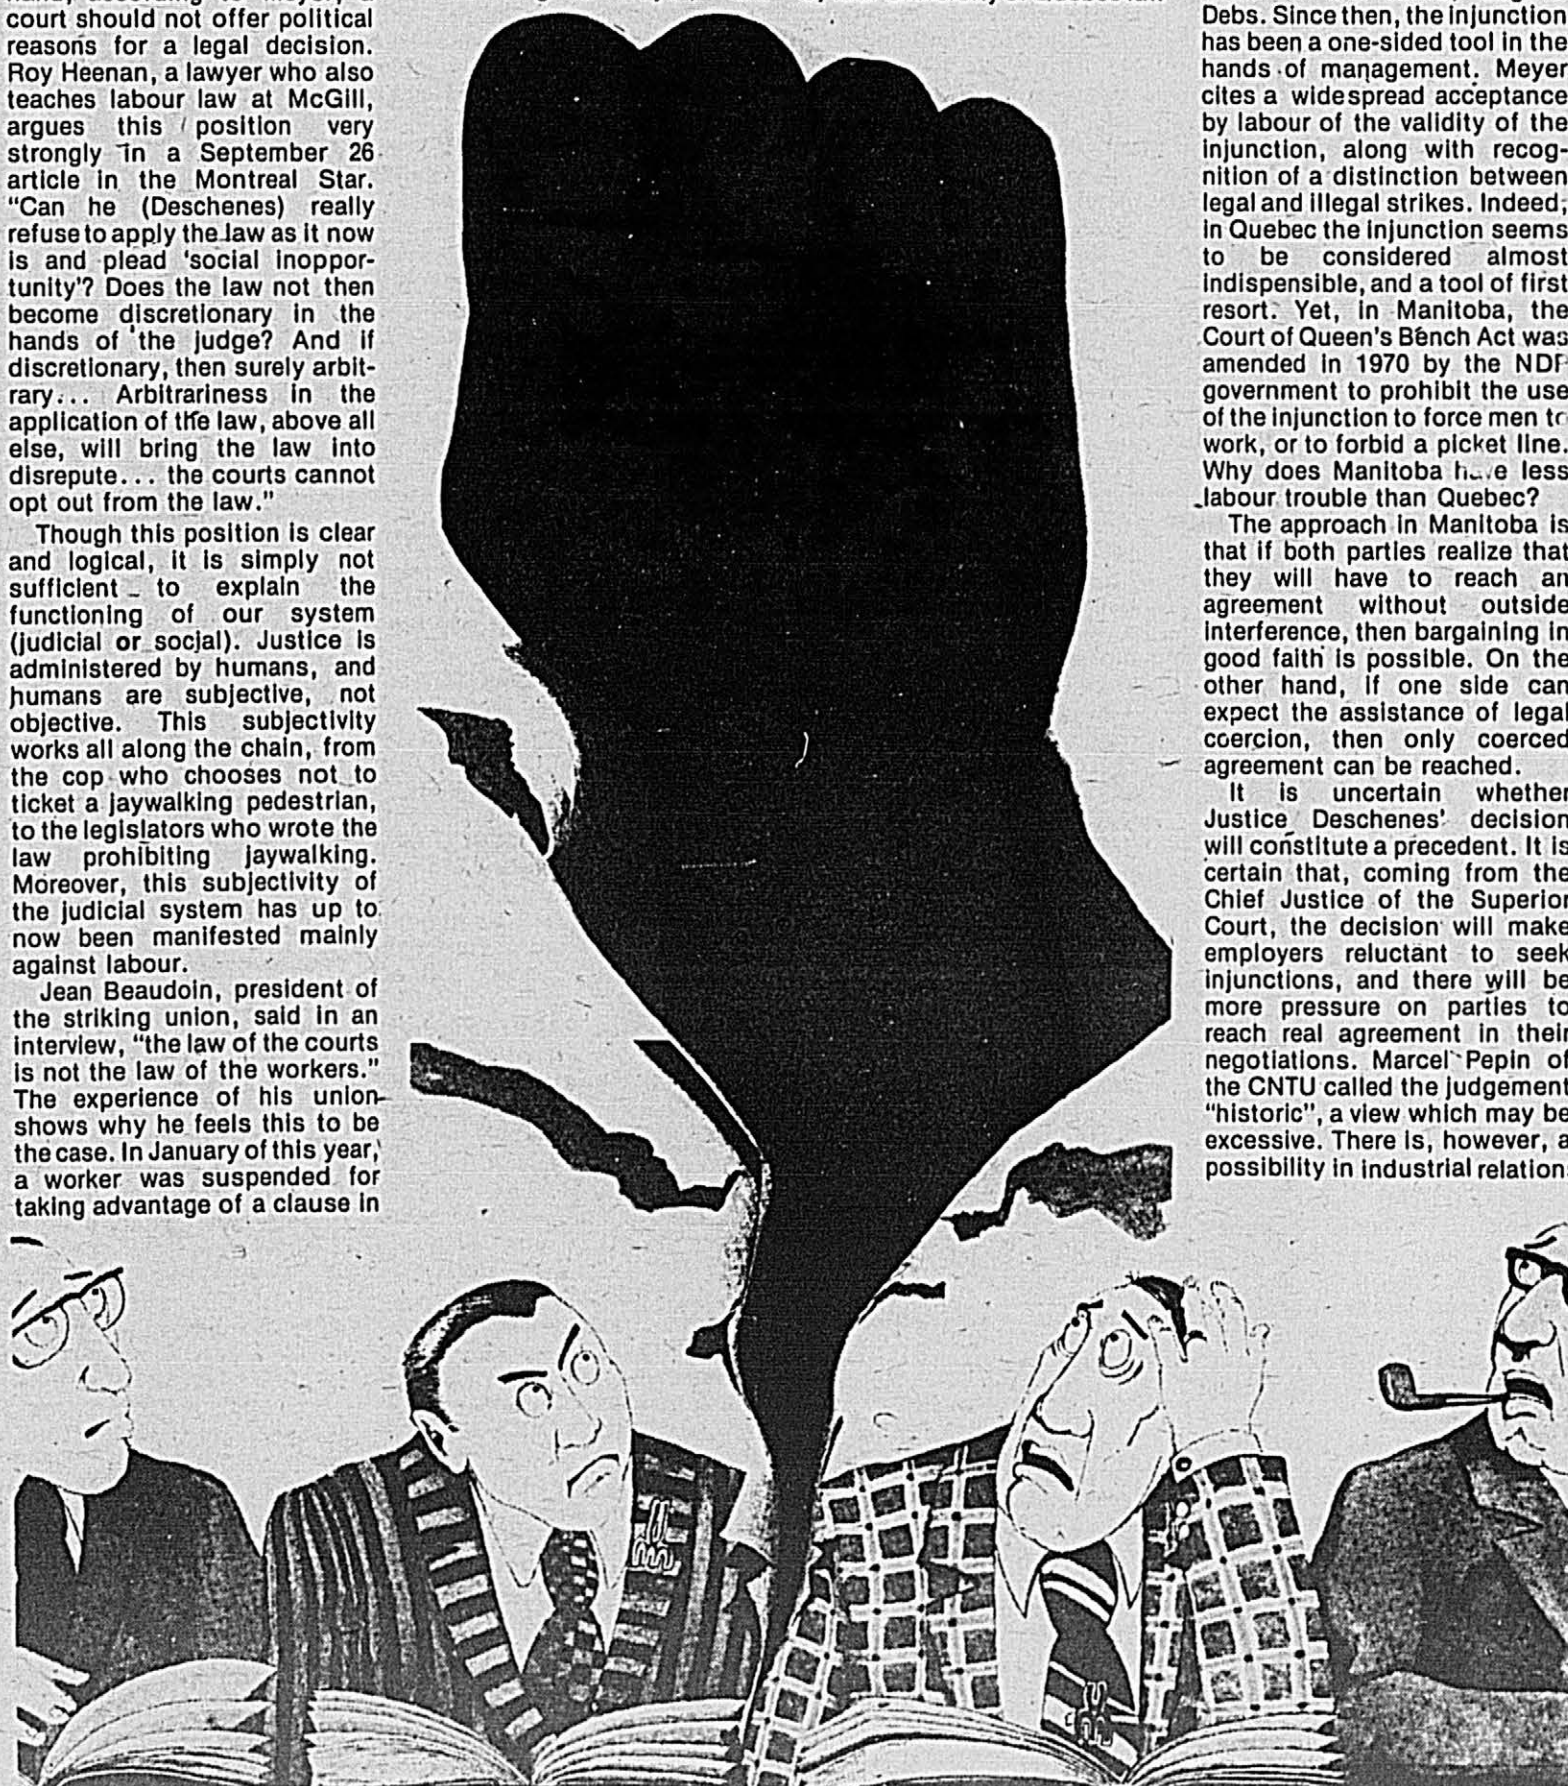 court should not offer political
reasons for a legal decision.
Roy Heenan, a lawyer who also
teaches labour law at McGill,
argues this position very
strongly in a September 26
article in the Montreal Star.
"Can he (Deschenes) really
refuse to apply the law as it now
is and plead 'social inoppor-
tunity'? Does the law not then
become discretionary in the
hands of the judge? And if
discretionary, then surely arbit-
rary... Arbitrariness in the
application of the law, above all
else, will bring the law into
disrepute... the courts cannot
opt out from the law."
Though this position is clear
and logical, it is simply not
sufficient to explain the
functioning of our system
(judicial or social). Justice is
administered by humans, and
humans are subjective, not
objective. This subjectivity
works all along the chain, from
the cop who chooses not to
ticket a jaywalking pedestrian,
to the legislators who wrote the
law prohibiting jaywalking.
Moreover, this subjectivity of
the judicial system has up to
now been manifested mainly
against labour.
Jean Beaudoin, president of
the striking union, said in an
interview, "the law of the courts
is not the law of the workers."
The experience of his union
shows why he feels this to be
the case. In January of this year,
a worker was suspended for
taking advantage of a clause in
Debs. Since then, the injunction
has been a one-sided tool in the
hands of management. Meyer
cites a widespread acceptance
by labour of the validity of the
injunction, along with recog-
nition of a distinction between
legal and illegal strikes. Indeed,
in Quebec the injunction seems
to be considered almost
indispensible, and a tool of first
resort. Yet, in Manitoba, the
Court of Queen's Bench Act was
amended in 1970 by the NDP
government to prohibit the use
of the injunction to force men to
work, or to forbid a picket line.
Why does Manitoba have less
labour trouble than Quebec?
The approach in Manitoba is
that if both parties realize that
they will have to reach an
agreement without outside
interference, then bargaining in
good faith is possible. On the
other hand, if one side can
expect the assistance of legal
coercion, then only coerced
agreement can be reached.
It is uncertain whether
Justice Deschenes' decision
will constitute a precedent. It is
certain that, coming from the
Chief Justice of the Superior
Court, the decision will make
employers reluctant to seek
injunctions, and there will be
more pressure on parties to
reach real agreement in their
negotiations. Marcel Pepin of
the CNTU called the judgement
"historic", a view which may be
excessive. There is, however, a
possibility in industrial relation